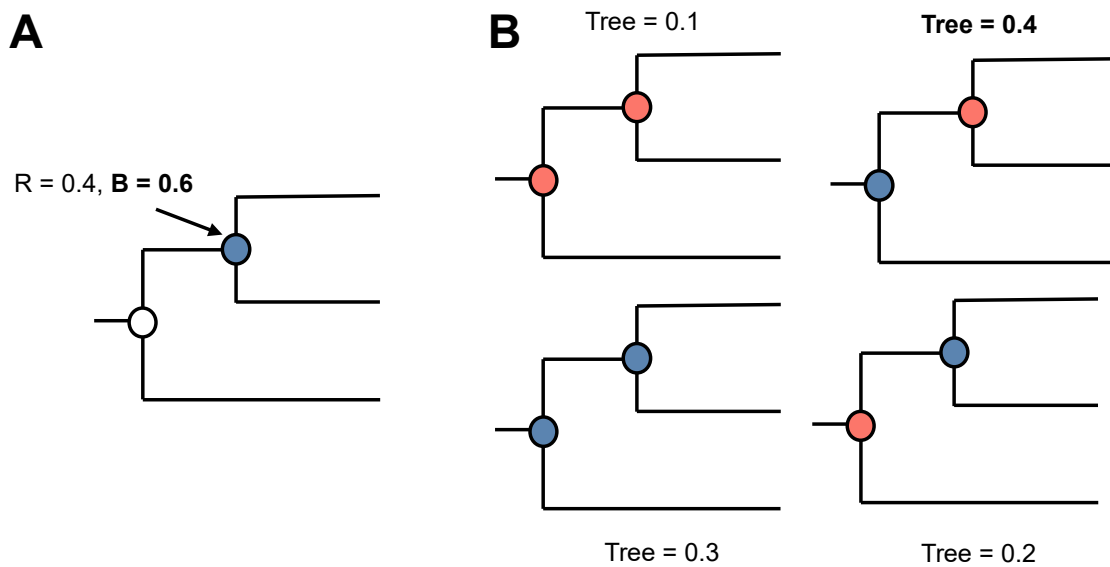 A
R = 0.4, B = 0.6
B
Tree = 0.1
Tree = 0.4
Tree = 0.3
Tree = 0.2